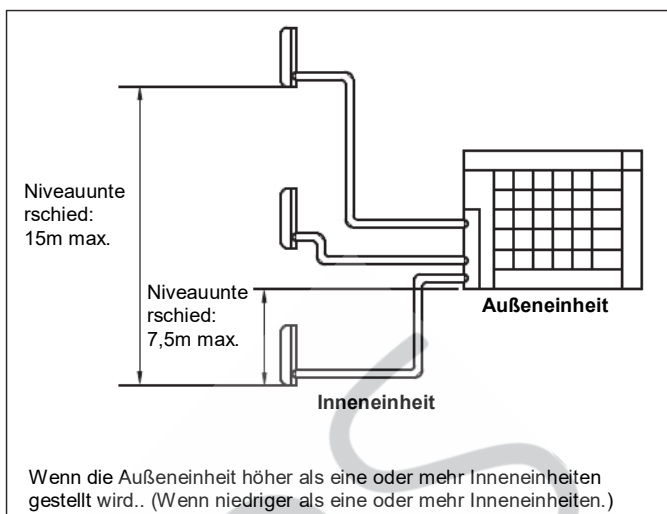 Niveauunte
rschied:
15m max.
Niveauunte
rschied:
7,5m max.
Außeneinheit
Inneneinheit
Wenn die Außeneinheit höher als eine oder mehr Inneneinheiten
gestellt wird.. (Wenn niedriger als eine oder mehr Inneneinheiten.)